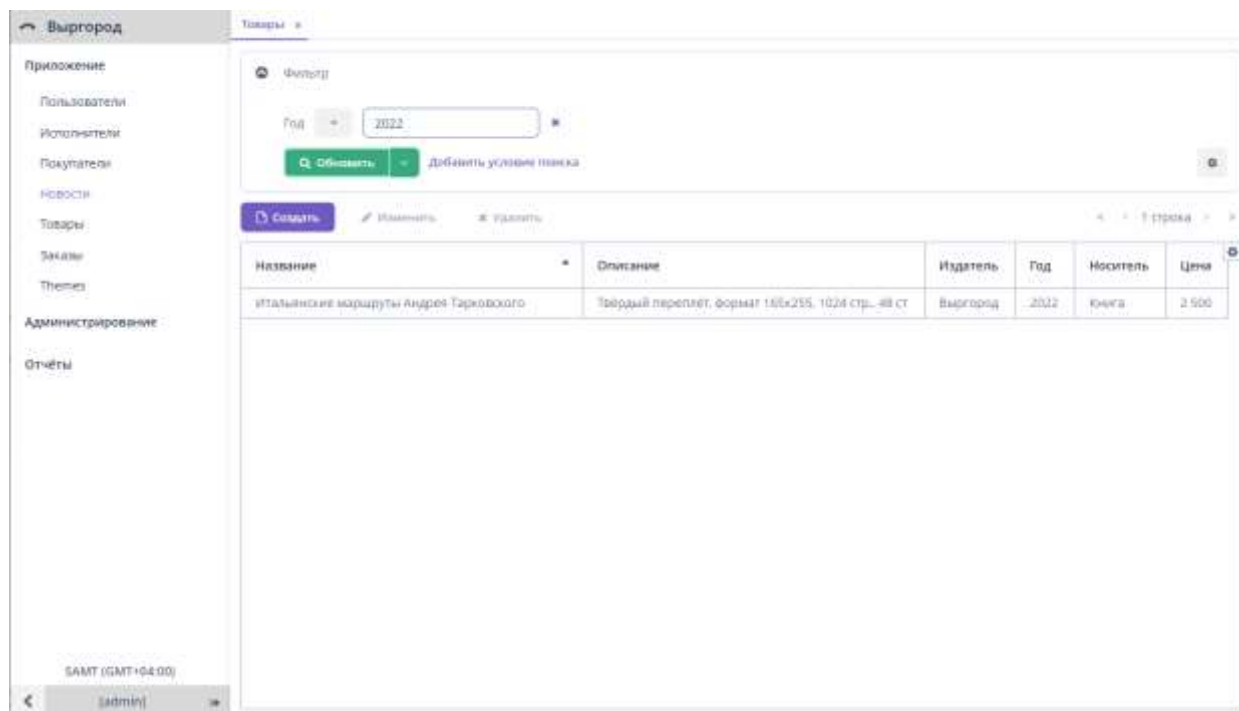 Выргород
Товары ×
Приложение
Пользователи
Исполнители
Покупатели
Новости
Товары
Заказы
Themes
Администрирование
Отчёты
SAMT (GMT+04:00)
[admin]
Фильтр
Год = 2022
Обновить Добавить условие поиска
Создать Изменить Удалить 1 строка
Название Описание Издатель Год Носитель Цена
Итальянские маршруты Андрея Тарковского Твёрдый переплёт, формат 165x255, 1024 стр., 48 ст Выргород 2022 Книга 2 500